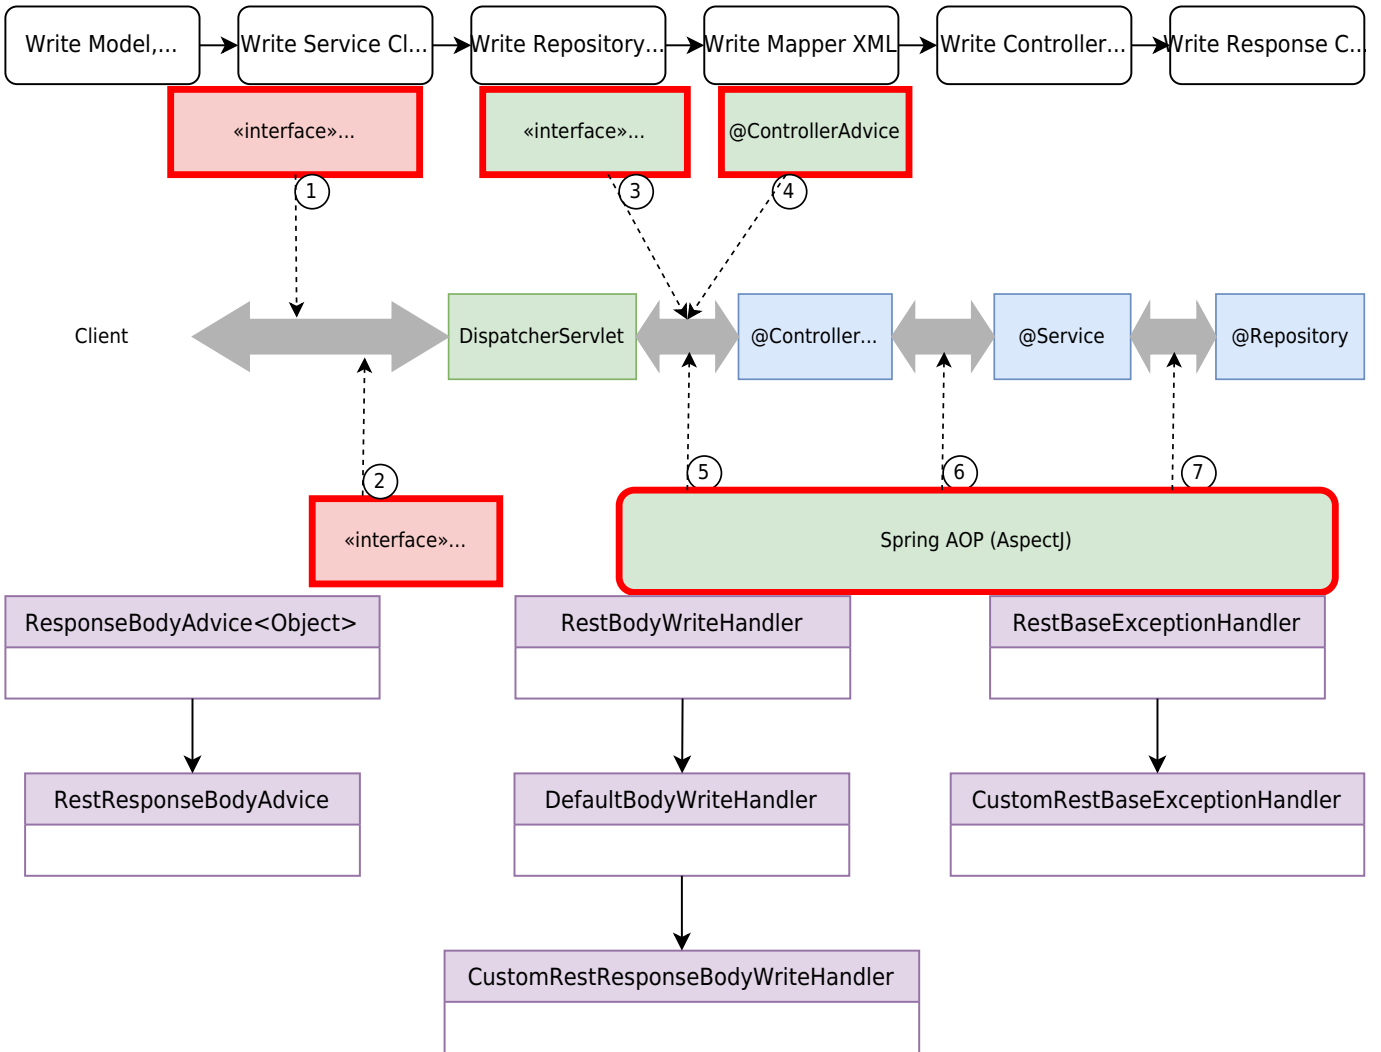 Write Model,...
Write Service Cl...
Write Repository...
Write Mapper XML
Write Controller...
Write Response C...
«interface»...
«interface»...
@ControllerAdvice
1
3
4
Client
DispatcherServlet
@Controller...
@Service
@Repository
2
5
6
7
«interface»...
Spring AOP (AspectJ)
ResponseBodyAdvice<Object>
RestBodyWriteHandler
RestBaseExceptionHandler
RestResponseBodyAdvice
DefaultBodyWriteHandler
CustomRestBaseExceptionHandler
CustomRestResponseBodyWriteHandler